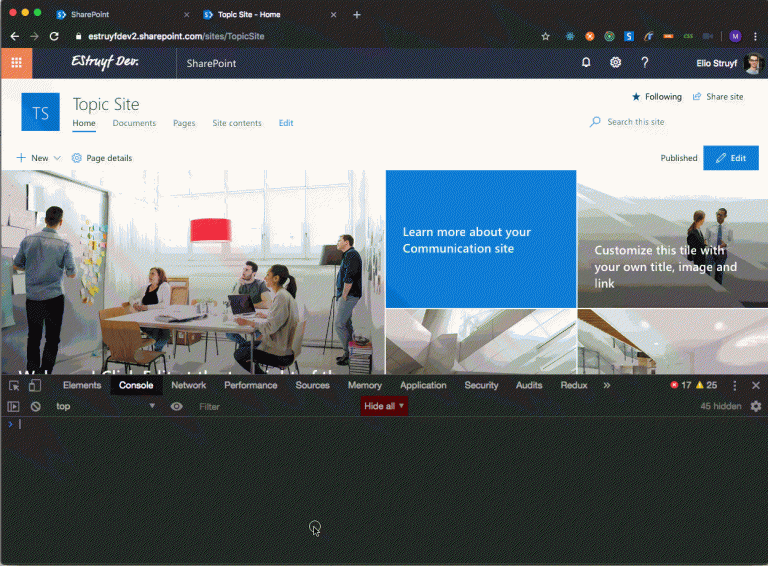 SharePoint
Topic Site - Home
estruyfdev2.sharepoint.com/sites/TopicSite
M
EStruyf Dev.
SharePoint
Elio Struyf
TS
Topic Site
Following
Share site
Home
Documents
Pages
Site contents
Edit
Search this site
New
Page details
Published
Edit
Learn more about your
Communication site
Customize this tile with
your own title, image and
link
Elements
Console
Network
Performance
Sources
Memory
Application
Security
Audits
Redux
17
25
top
Filter
Hide all
45 hidden